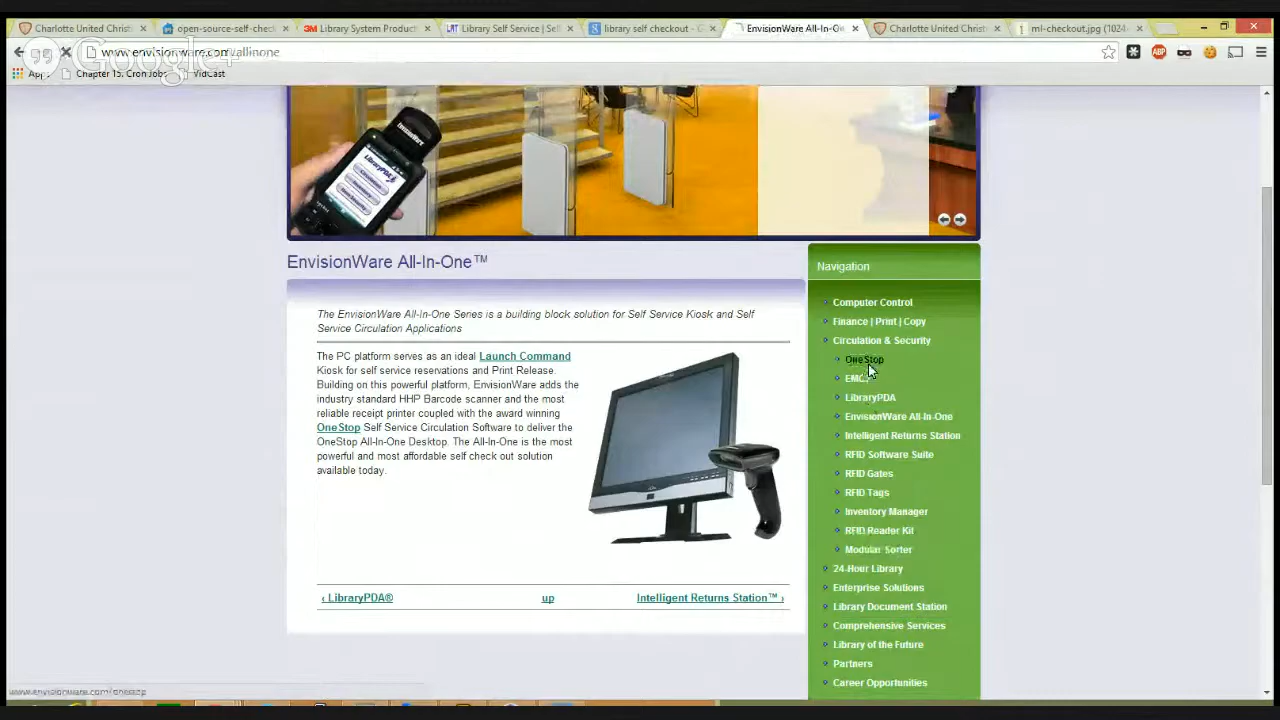 Charlotte United Christ
open-source-self-check
3M Library System Product
Library Self Service | Sel
library self checkout - G
EnvisionWare All-In-O
Charlotte United Christ
ml-checkout.jpg (1024
www.envisionware.com/allinone
Google+
Apps
Chapter 15. Cron Jobs
VidCast
EnvisionWare
LibraryPDA
EnvisionWare All-In-One™
Navigation
The EnvisionWare All-In-One Series is a building block solution for Self Service Kiosk and Self
Service Circulation Applications
The PC platform serves as an ideal Launch Command
Kiosk for self service reservations and Print Release.
Building on this powerful platform, EnvisionWare adds the
industry standard HHP Barcode scanner and the most
reliable receipt printer coupled with the award winning
OneStop Self Service Circulation Software to deliver the
OneStop All-In-One Desktop. The All-In-One is the most
powerful and most affordable self check out solution
available today.
‹ LibraryPDA®
up
Intelligent Returns Station™ ›
Computer Control
Finance | Print | Copy
Circulation & Security
OneStop
LibraryPDA
EnvisionWare All-In-One
Intelligent Returns Station
RFID Software Suite
RFID Gates
RFID Tags
Inventory Manager
RFID Reader Kit
Modular Sorter
24-Hour Library
Enterprise Solutions
Library Document Station
Comprehensive Services
Library of the Future
Partners
Career Opportunities
www.envisionware.com/onestop